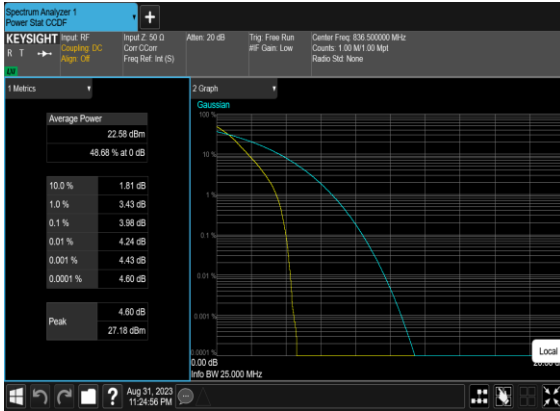 Spectrum Analyzer 1
Power Stat CCDF
+
KEYSIGHT
R T
LXI
Input: RF
Coupling: DC
Align: Off
Input Z: 50 Ω
Corr CCorr
Freq Ref: Int (S)
Atten: 20 dB
Trig: Free Run
#IF Gain: Low
Center Freq: 836.500000 MHz
Counts: 1.00 M/1.00 Mpt
Radio Std: None
1 Metrics
Average Power
22.58 dBm
48.68 % at 0 dB
10.0 % 1.81 dB
1.0 % 3.43 dB
0.1 % 3.98 dB
0.01 % 4.24 dB
0.001 % 4.43 dB
0.0001 % 4.60 dB
Peak
4.60 dB
27.18 dBm
2 Graph
Gaussian
100 %
10 %
1 %
0.1 %
0.01 %
0.001 %
0.0001 %
0.00 dB
Info BW 25.000 MHz
Local
?
Aug 31, 2023
11:24:56 PM